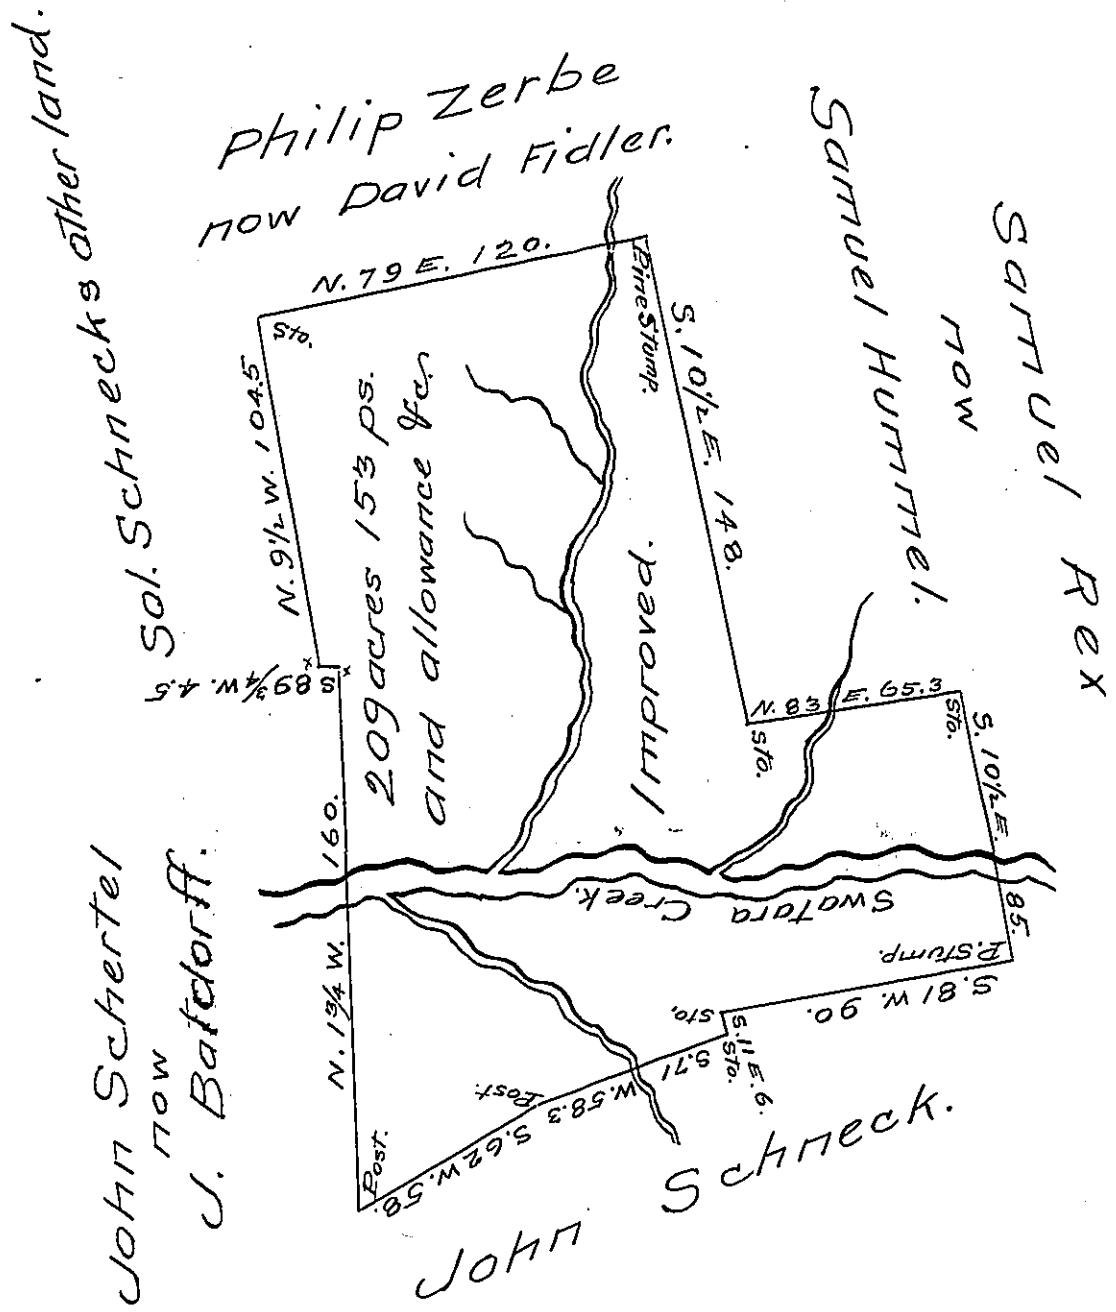 Philip Zerbe
now David Fidler.
Sol. Schnecks other land.
Samuel Rex
now
Samuel Hummel.
N. 79 E. 120.
Pine Stump.
S. 10½ E. 148.
N. 83 E. 65.3
Sto.
Sto.
S. 10½ E. 85.
P. Stump.
S. 81 W. 90.
Sto.
S. 11 E. 6.
Sto.
S. 71 W. 58.3
Post.
S. 62 W. 58.
Post.
N. 1¾ W. 160.
S 89¾ W. 4.5
x
x
N. 9½ W. 104.5
Sto.
209 acres 153 ps.
and allowance &c.
Improved.
Swatara Creek.
John Schertel
now
J. Batdorff.
John Schneck.